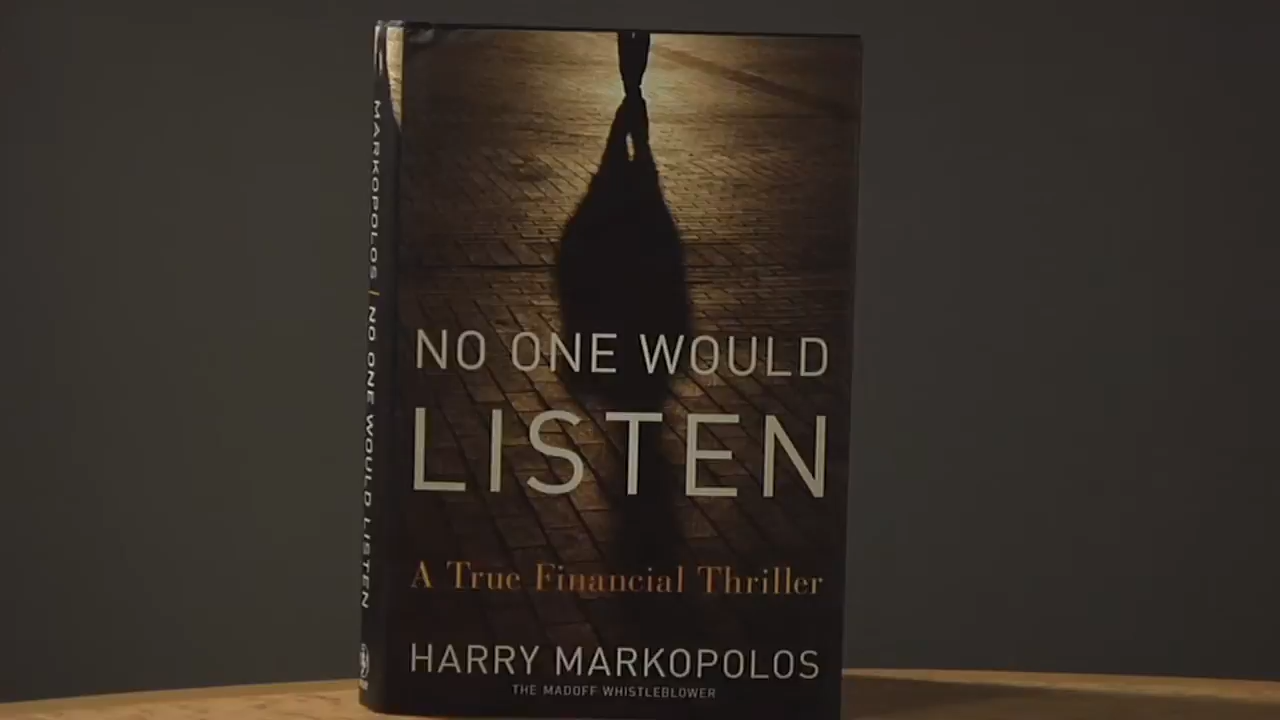 MARKOPOLOS | NO ONE WOULD LISTEN
NO ONE WOULD
LISTEN
A True Financial Thriller
HARRY MARKOPOLOS
THE MADOFF WHISTLEBLOWER